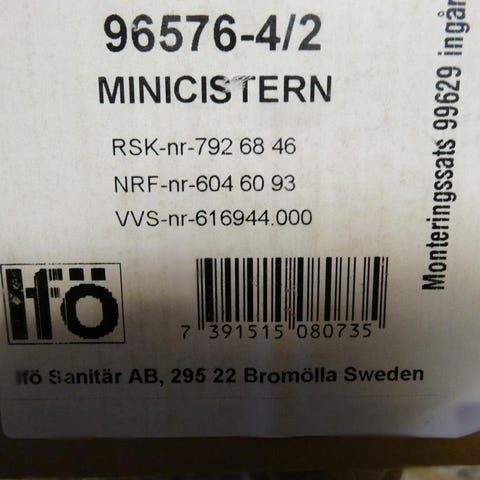 96576-4/2
MINICISTERN
RSK-nr-792 68 46
NRF-nr-604 60 93
VVS-nr-616944.000
Monteringssats 99629 ingår
Ifö
7 391515 080735
Ifö Sanitär AB, 295 22 Bromölla Sweden